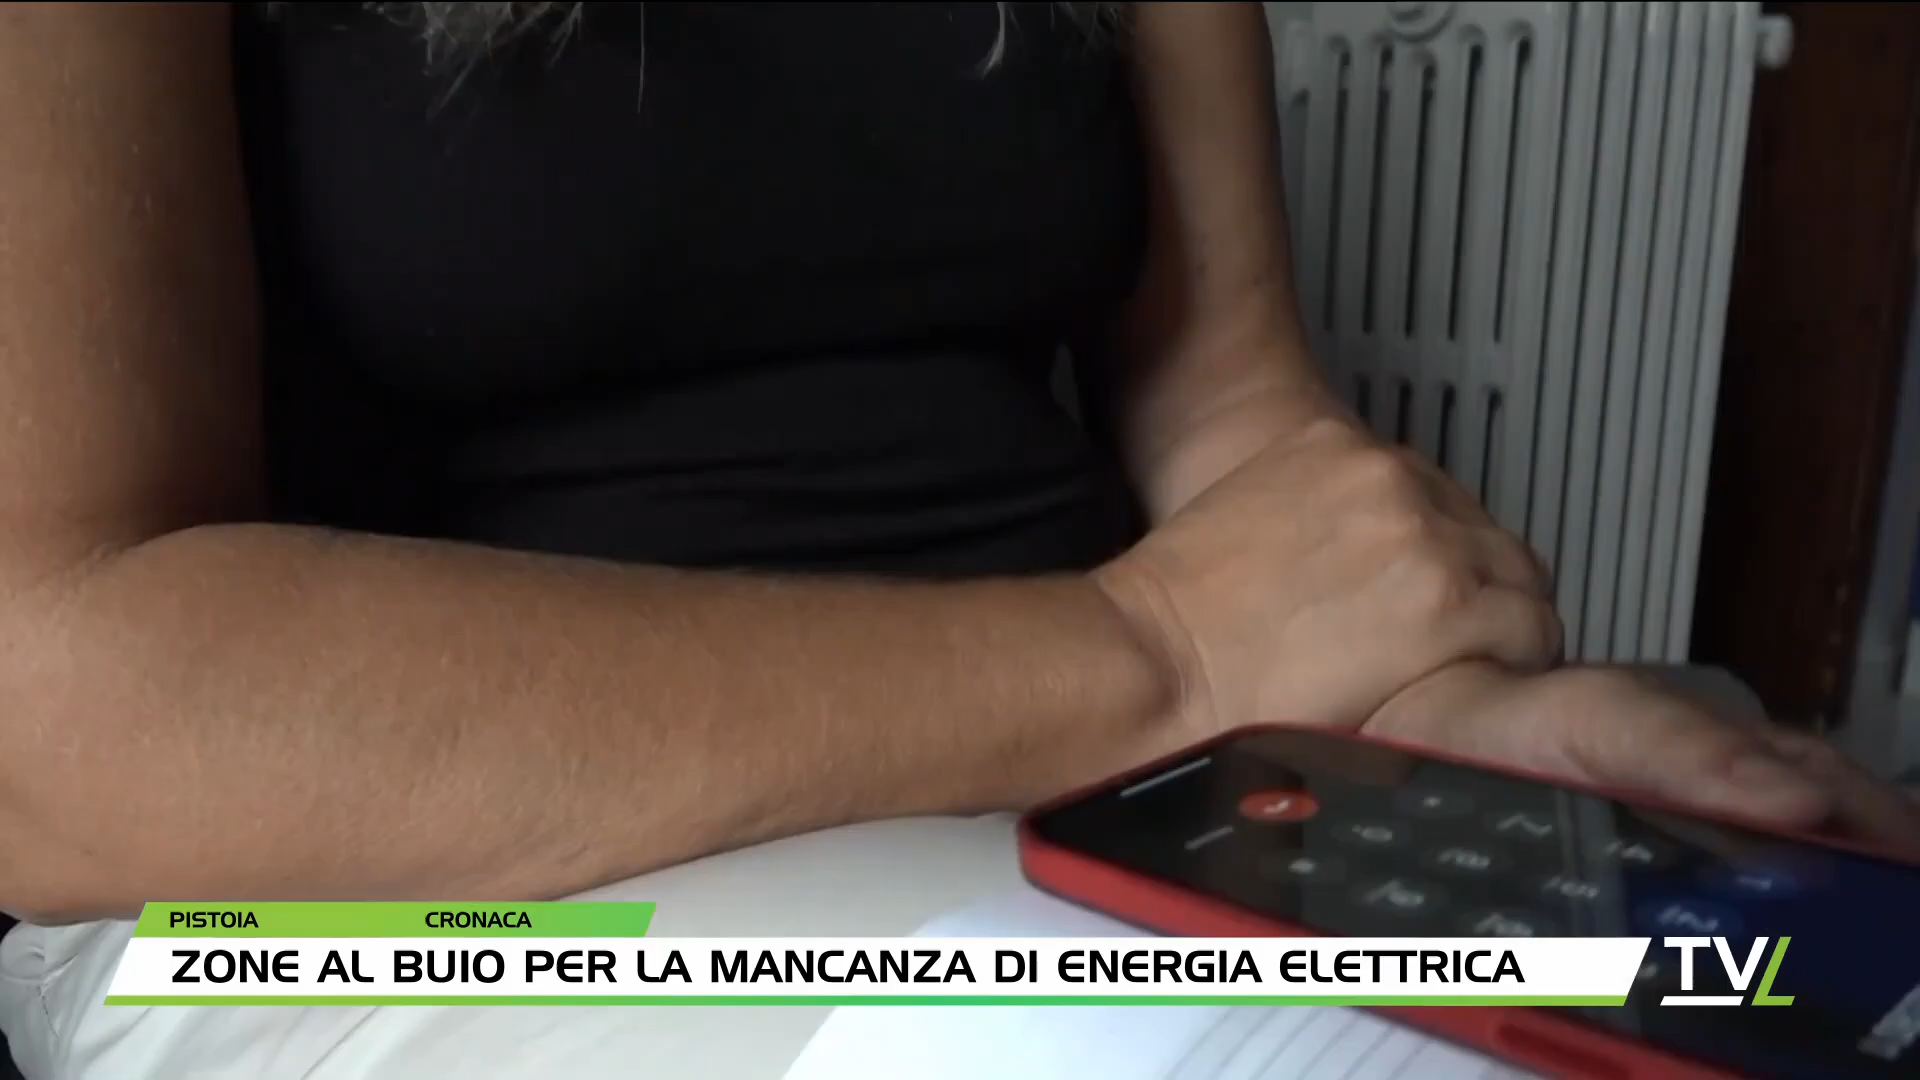 PISTOIA CRONACA
ZONE AL BUIO PER LA MANCANZA DI ENERGIA ELETTRICA
TVL